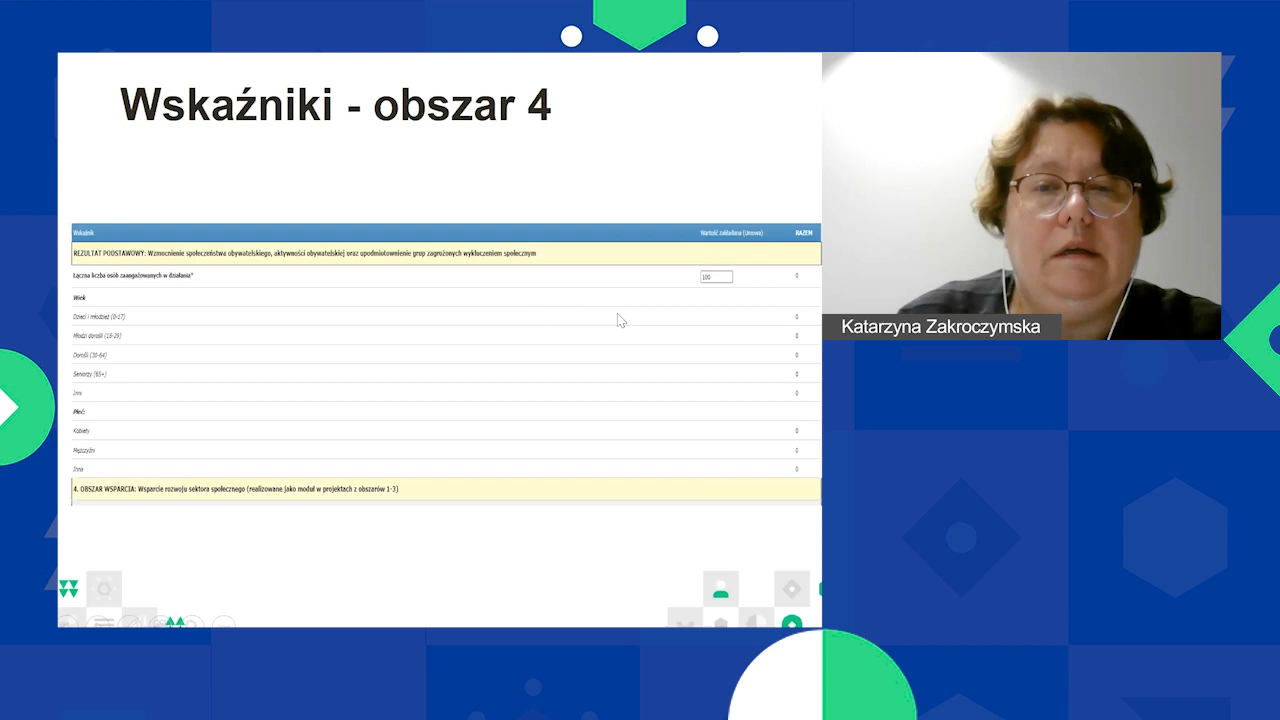 Wskaźniki - obszar 4
Wskaźnik Wartość zakładana (Umowa) RAZEM
REZULTAT PODSTAWOWY: Wzmocnienie społeczeństwa obywatelskiego, aktywności obywatelskiej oraz upodmiotowienie grup zagrożonych wykluczeniem społecznym
Łączna liczba osób zaangażowanych w działania* 100 0
Wiek
Dzieci i młodzież (0-17) 0
Młodzi dorośli (18-29) 0
Dorośli (30-64) 0
Seniorzy (65+) 0
Inni 0
Płeć:
Kobiety 0
Mężczyźni 0
Inna 0
4. OBSZAR WSPARCIA: Wsparcie rozwoju sektora społecznego (realizowane jako moduł w projektach z obszarów 1-3)
Katarzyna Zakroczymska